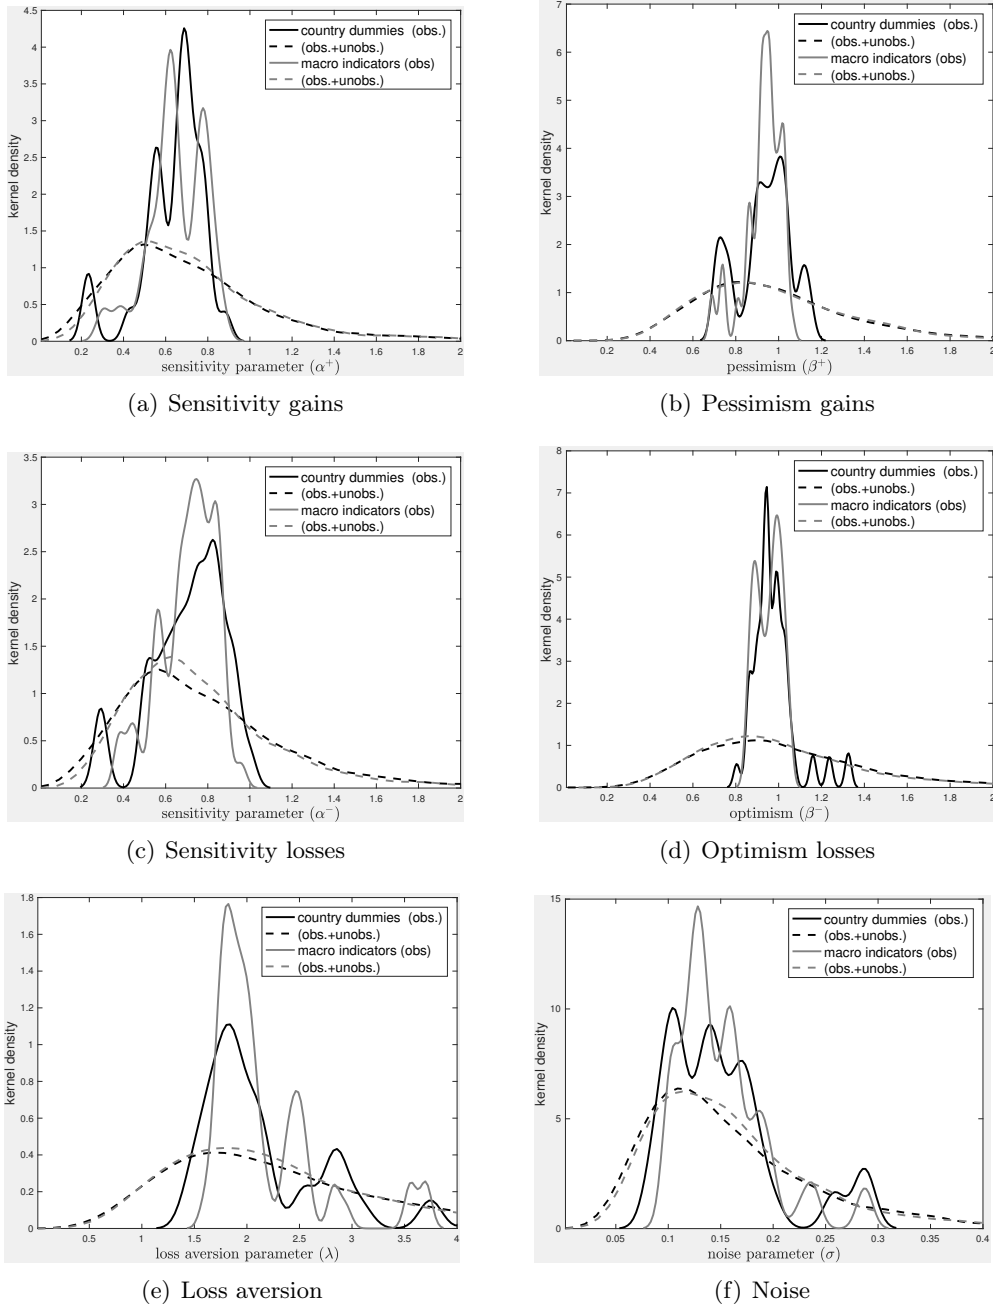 4.5
4
3.5
3
2.5
2
1.5
1
0.5
0
kernel density
country dummies (obs.)
(obs.+unobs.)
macro indicators (obs)
(obs.+unobs.)
0.2 0.4 0.6 0.8 1 1.2 1.4 1.6 1.8 2
sensitivity parameter (α⁺)
(a) Sensitivity gains
7
6
5
4
3
2
1
0
kernel density
country dummies (obs.)
(obs.+unobs.)
macro indicators (obs)
(obs.+unobs.)
0.2 0.4 0.6 0.8 1 1.2 1.4 1.6 1.8 2
pessimism (β⁺)
(b) Pessimism gains
3.5
3
2.5
2
1.5
1
0.5
0
kernel density
country dummies (obs.)
(obs.+unobs.)
macro indicators (obs)
(obs.+unobs.)
0.2 0.4 0.6 0.8 1 1.2 1.4 1.6 1.8 2
sensitivity parameter (α⁻)
(c) Sensitivity losses
8
7
6
5
4
3
2
1
0
kernel density
country dummies (obs.)
(obs.+unobs.)
macro indicators (obs)
(obs.+unobs.)
0.2 0.4 0.6 0.8 1 1.2 1.4 1.6 1.8 2
optimism (β⁻)
(d) Optimism losses
1.8
1.6
1.4
1.2
1
0.8
0.6
0.4
0.2
0
kernel density
country dummies (obs.)
(obs.+unobs.)
macro indicators (obs)
(obs.+unobs.)
0.5 1 1.5 2 2.5 3 3.5 4
loss aversion parameter (λ)
(e) Loss aversion
15
10
5
0
kernel density
country dummies (obs.)
(obs.+unobs.)
macro indicators (obs)
(obs.+unobs.)
0.05 0.1 0.15 0.2 0.25 0.3 0.35 0.4
noise parameter (σ)
(f) Noise